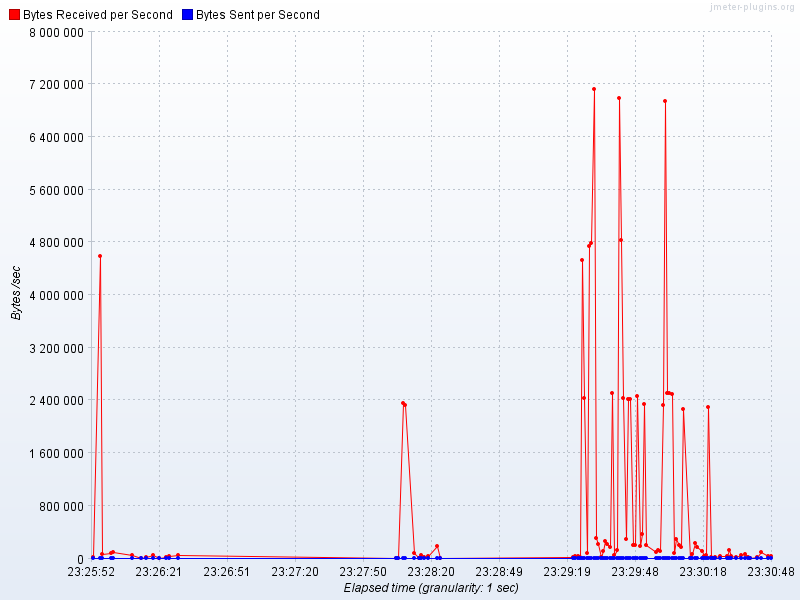 jmeter-plugins.org
Bytes Received per Second Bytes Sent per Second
8 000 000
7 200 000
6 400 000
5 600 000
4 800 000
4 000 000
3 200 000
2 400 000
1 600 000
800 000
0
Bytes /sec
23:25:52 23:26:21 23:26:51 23:27:20 23:27:50 23:28:20 23:28:49 23:29:19 23:29:48 23:30:18 23:30:48
Elapsed time (granularity: 1 sec)